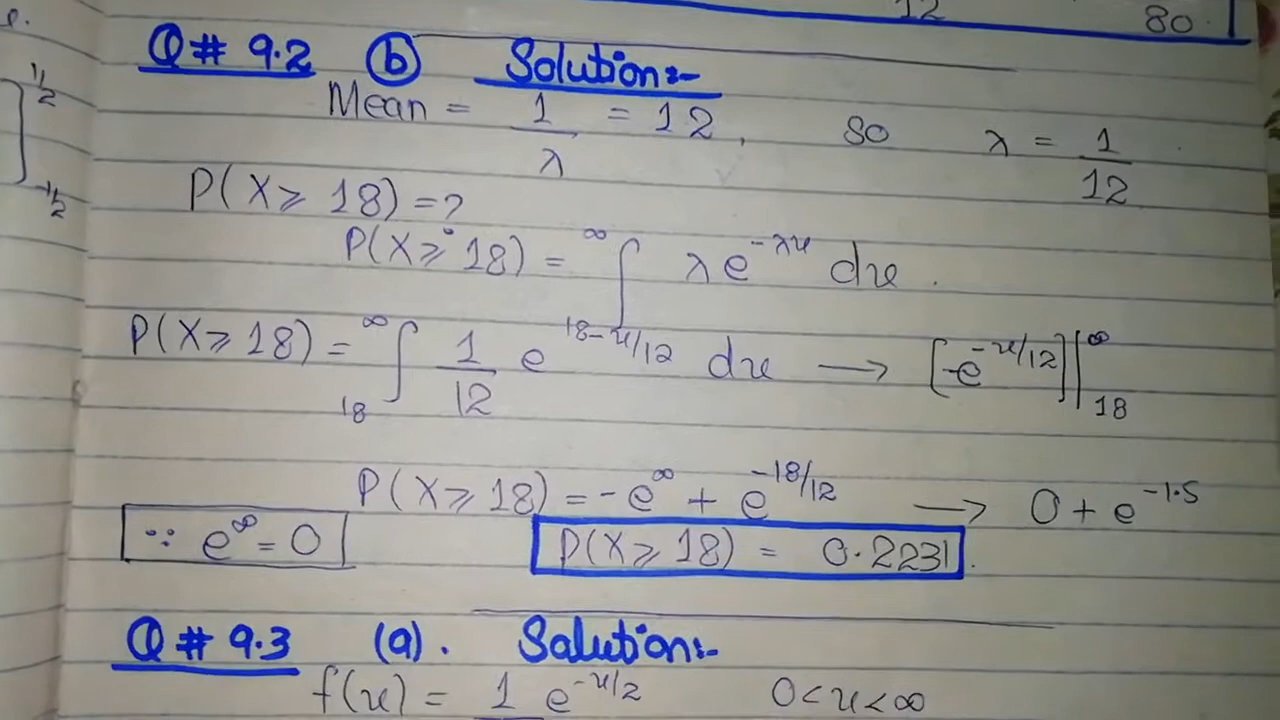 12 80
Q# 9.2 (b) Solution:-
Mean = 1/λ = 12, so λ = 1/12
P(X ≥ 18) = ?
P(X ≥ 18) = ∞∫18 λe^-λx dx.
P(X ≥ 18) = ∞∫18 1/12 e^-x/12 dx → [-e^-x/12]|∞ 18
P(X ≥ 18) = -e^∞ + e^-18/12 → 0 + e^-1.5
∵ e^∞ = 0 P(X ≥ 18) = 0.2231.
Q# 9.3 (a). Solution:-
f(x) = 1 e^-x/2 0<x<∞